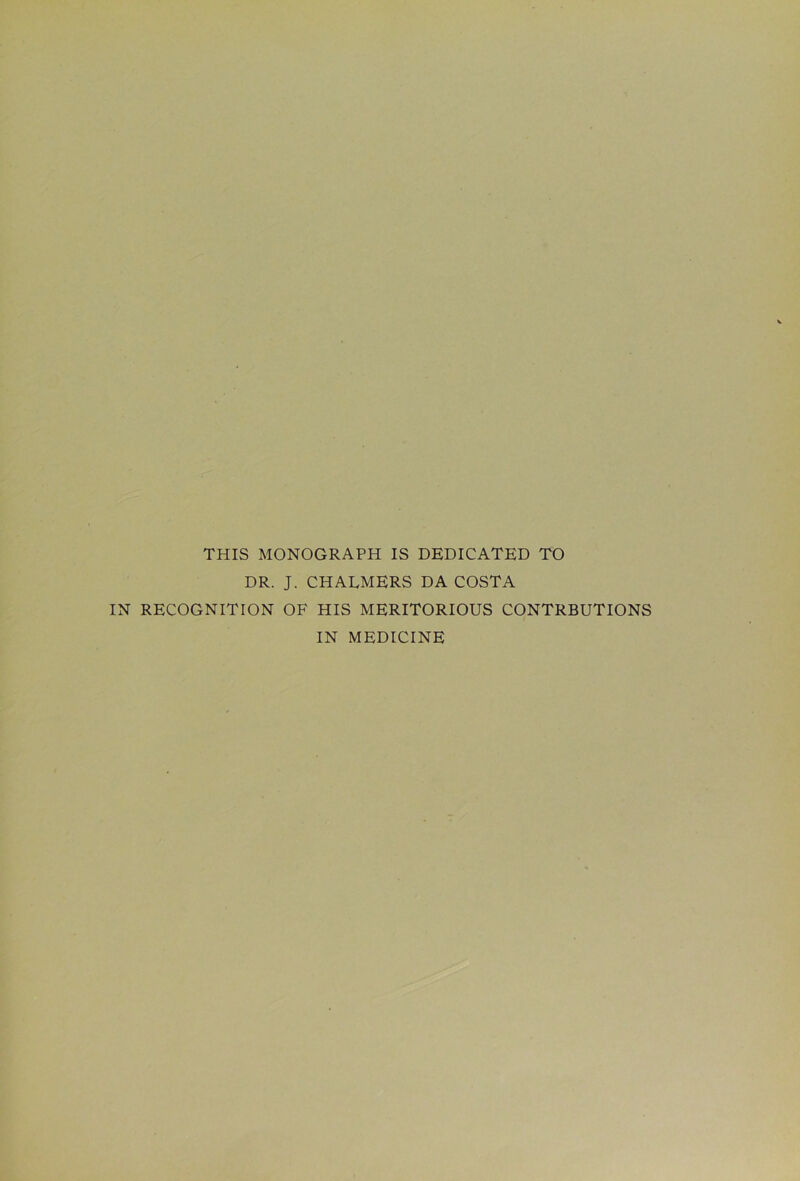 THIS MONOGRAPH IS DEDICATED TO
DR. J. CHALMERS DA COSTA
IN RECOGNITION OF HIS MERITORIOUS CONTRBUTIONS
IN MEDICINE